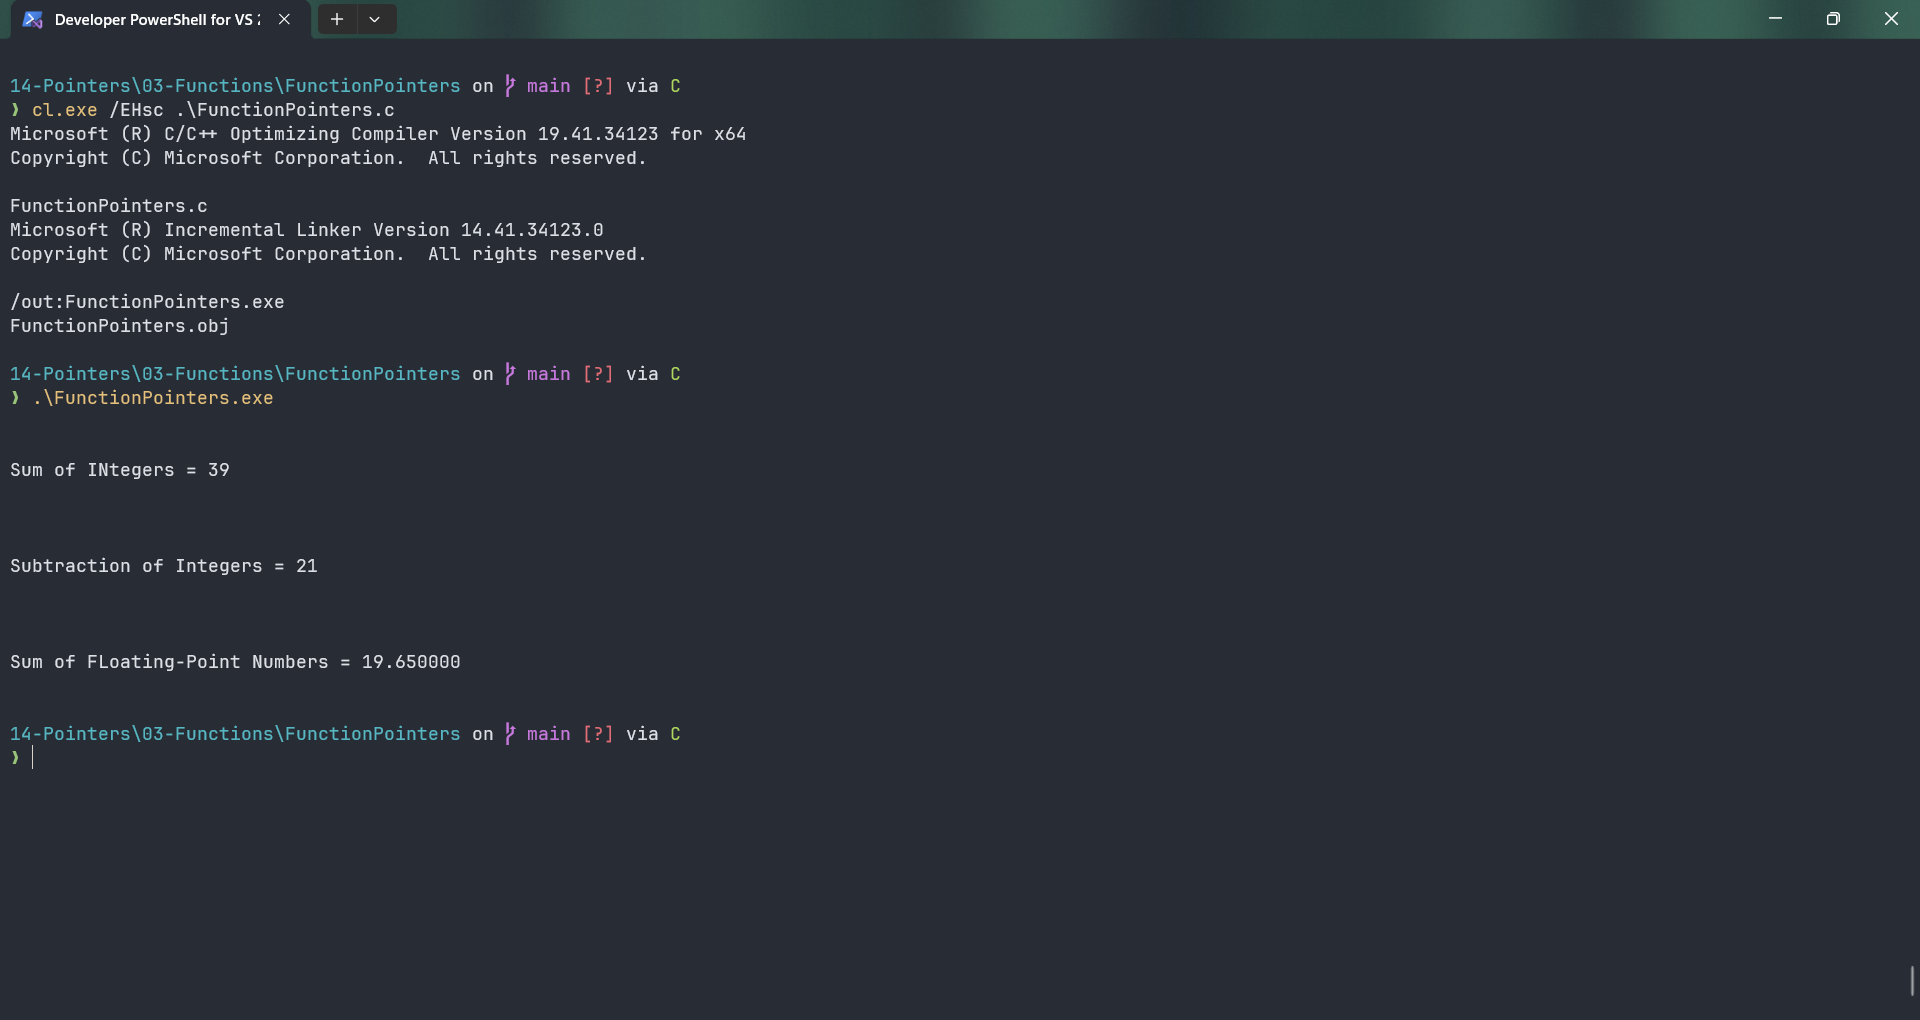 Developer PowerShell for VS 2
14-Pointers\03-Functions\FunctionPointers on main [?] via C
❯ cl.exe /EHsc .\FunctionPointers.c
Microsoft (R) C/C++ Optimizing Compiler Version 19.41.34123 for x64
Copyright (C) Microsoft Corporation.  All rights reserved.
FunctionPointers.c
Microsoft (R) Incremental Linker Version 14.41.34123.0
Copyright (C) Microsoft Corporation.  All rights reserved.
/out:FunctionPointers.exe
FunctionPointers.obj
14-Pointers\03-Functions\FunctionPointers on main [?] via C
❯ .\FunctionPointers.exe
Sum of INtegers = 39
Subtraction of Integers = 21
Sum of FLoating-Point Numbers = 19.650000
14-Pointers\03-Functions\FunctionPointers on main [?] via C
❯